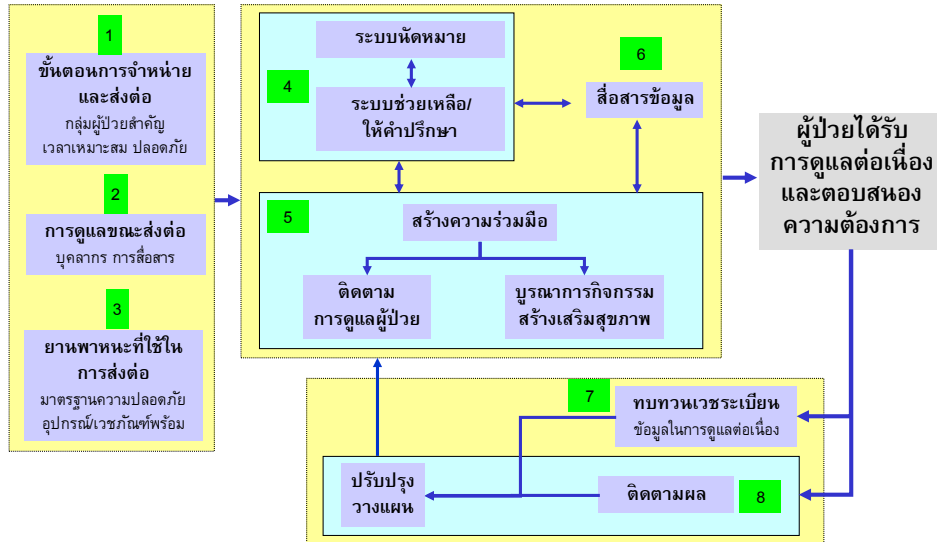 1
ขั้นตอนการจำหน่าย
และส่งต่อ
กลุ่มผู้ป่วยสำคัญ
เวลาเหมาะสม ปลอดภัย
2
การดูแลขณะส่งต่อ
บุคลากร การสื่อสาร
3
ยานพาหนะที่ใช้ใน
การส่งต่อ
มาตรฐานความปลอดภัย
อุปกรณ์/เวชภัณฑ์พร้อม
4
ระบบนัดหมาย
ระบบช่วยเหลือ/
ให้คำปรึกษา
6
สื่อสารข้อมูล
5
สร้างความร่วมมือ
ติดตาม
การดูแลผู้ป่วย
บูรณาการกิจกรรม
สร้างเสริมสุขภาพ
ผู้ป่วยได้รับ
การดูแลต่อเนื่อง
และตอบสนอง
ความต้องการ
7
ทบทวนเวชระเบียน
ข้อมูลในการดูแลต่อเนื่อง
ปรับปรุง
วางแผน
ติดตามผล
8